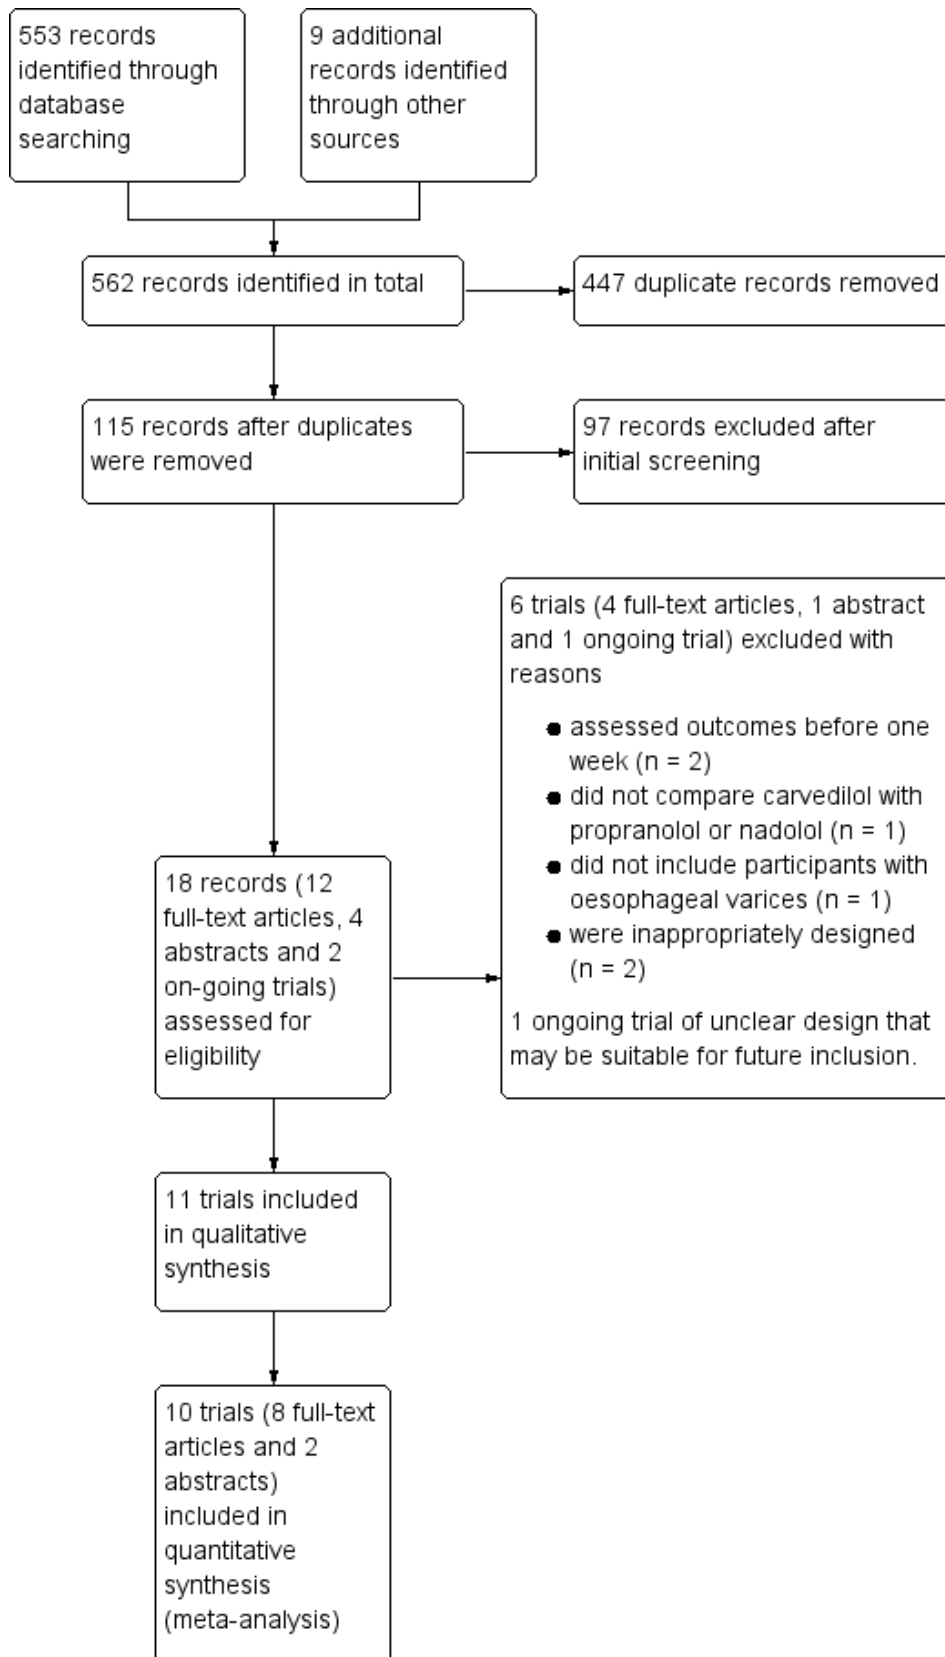 553 records
identified through
database
searching
9 additional
records identified
through other
sources
562 records identified in total
447 duplicate records removed
115 records after duplicates
were removed
97 records excluded after
initial screening
6 trials (4 full-text articles, 1 abstract
and 1 ongoing trial) excluded with
reasons
● assessed outcomes before one
week (n = 2)
● did not compare carvedilol with
propranolol or nadolol (n = 1)
● did not include participants with
oesophageal varices (n = 1)
● were inappropriately designed
(n = 2)
1 ongoing trial of unclear design that
may be suitable for future inclusion.
18 records (12
full-text articles, 4
abstracts and 2
on-going trials)
assessed for
eligibility
11 trials included
in qualitative
synthesis
10 trials (8 full-text
articles and 2
abstracts)
included in
quantitative
synthesis
(meta-analysis)